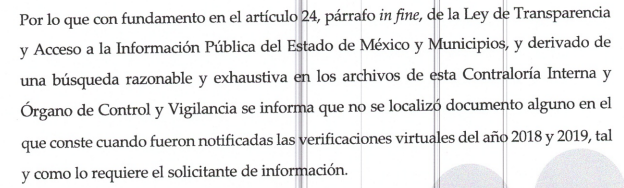 Por lo que con fundamento en el artículo 24, párrafo in fine, de la Ley de Transparencia
y Acceso a la Información Pública del Estado de México y Municipios, y derivado de
una búsqueda razonable y exhaustiva en los archivos de esta Contraloría Interna y
Órgano de Control y Vigilancia se informa que no se localizó documento alguno en el
que conste cuando fueron notificadas las verificaciones virtuales del año 2018 y 2019, tal
y como lo requiere el solicitante de información.